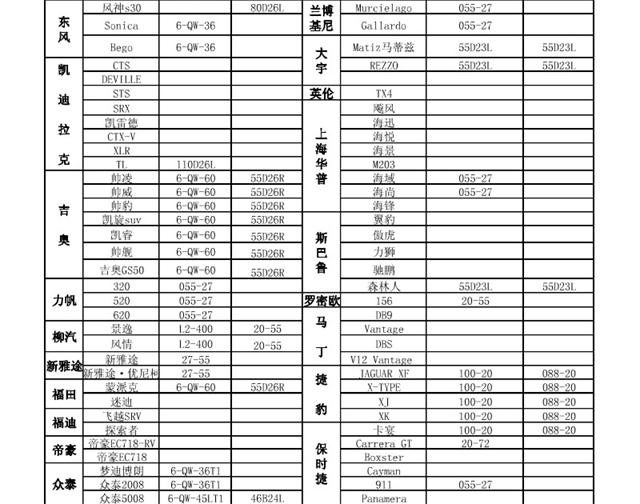 风神s30 80D26L Murcielago 055-27
东风 Sonica 6-QW-36 兰博基尼 Gallardo 055-27
Bego 6-QW-36 Matiz马蒂兹 55D23L 55D23L
CTS 大宇 REZZO 55D23L 55D23L
DEVILLE
STS 英伦 TX4
SRX 飚风
凯迪拉克 凯雷德 海迅
CTX-V 海悦
XLR 上海华普 海景
TL 110D26L M203
帅凌 6-QW-60 55D26R 海域 055-27
帅威 6-QW-60 55D26R 海尚 055-27
帅豹 6-QW-60 55D26R 海锋
吉奥 凯旋suv 6-QW-60 55D26R 翼豹
凯睿 6-QW-60 55D26R 斯巴鲁 傲虎
帅舰 6-QW-60 55D26R 力狮
吉奥GS50 6-QW-60 55D26R 驰鹏
320 055-27 森林人 55D23L 55D23L
力帆 520 055-27 罗密欧 156 20-55
620 055-27 DB9
柳汽 景逸 L2-400 20-55 马丁 Vantage
风情 L2-400 20-55 DBS
新雅途 新雅途 27-55 V12 Vantage
新雅途·优尼柯 27-55 JAGUAR XF 100-20 088-20
福田 蒙派克 6-QW-60 55D26R 捷豹 X-TYPE 100-20 088-20
迷迪 XJ 100-20 088-20
福迪 飞越SRV XK 100-20 088-20
探索者 卡宴 100-20 088-20
帝豪 帝豪EC718-RV Carrera GT 20-72
帝豪EC718 保时捷 Boxster
梦迪博朗 6-QW-36T1 Cayman
众泰 众泰2008 6-QW-36T1 911 055-27
众泰5008 6-QW-45LT1 46B24L Panamera